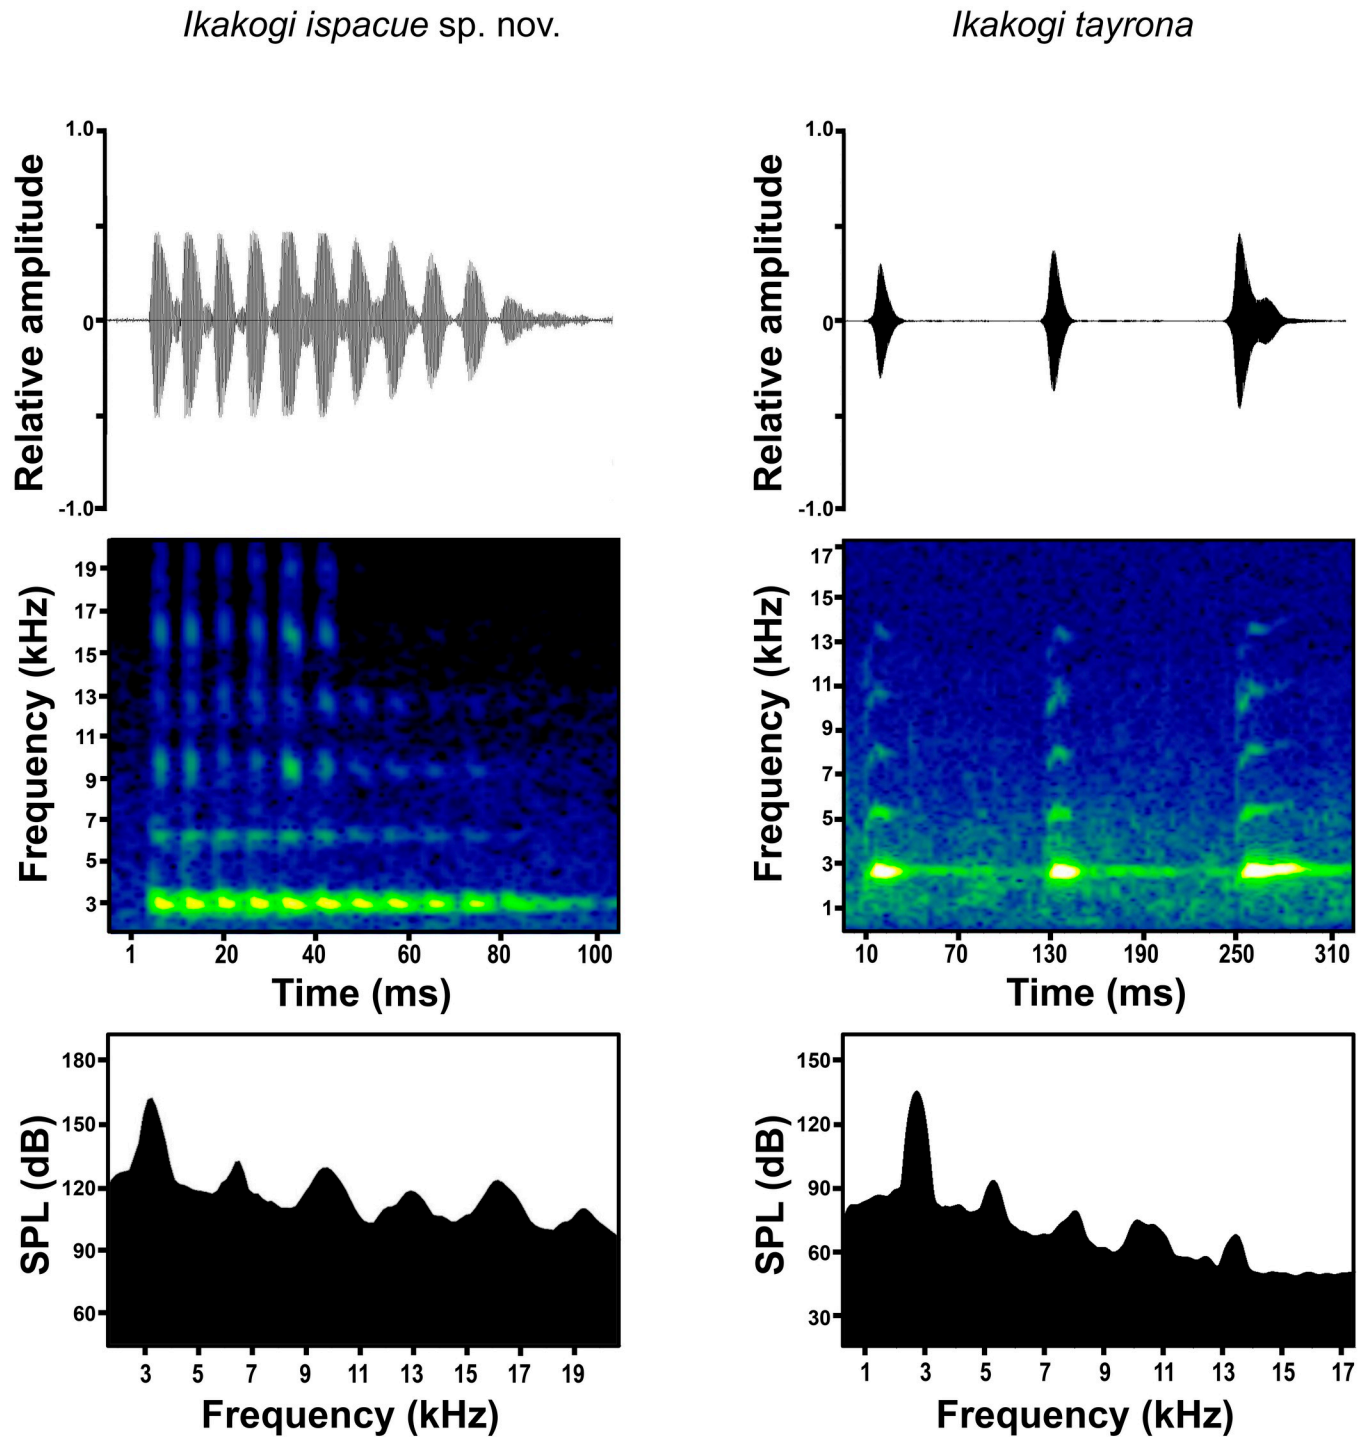 Ikakogi ispacue sp. nov.
Ikakogi tayrona
Relative amplitude
1.0
0
-1.0
Relative amplitude
1.0
0
-1.0
Frequency (kHz)
19
17
15
13
11
9
7
5
3
1 20 40 60 80 100
Time (ms)
Frequency (kHz)
17
15
13
11
9
7
5
3
1
10 70 130 190 250 310
Time (ms)
SPL (dB)
180
150
120
90
60
3 5 7 9 11 13 15 17 19
Frequency (kHz)
SPL (dB)
150
120
90
60
30
1 3 5 7 9 11 13 15 17
Frequency (kHz)